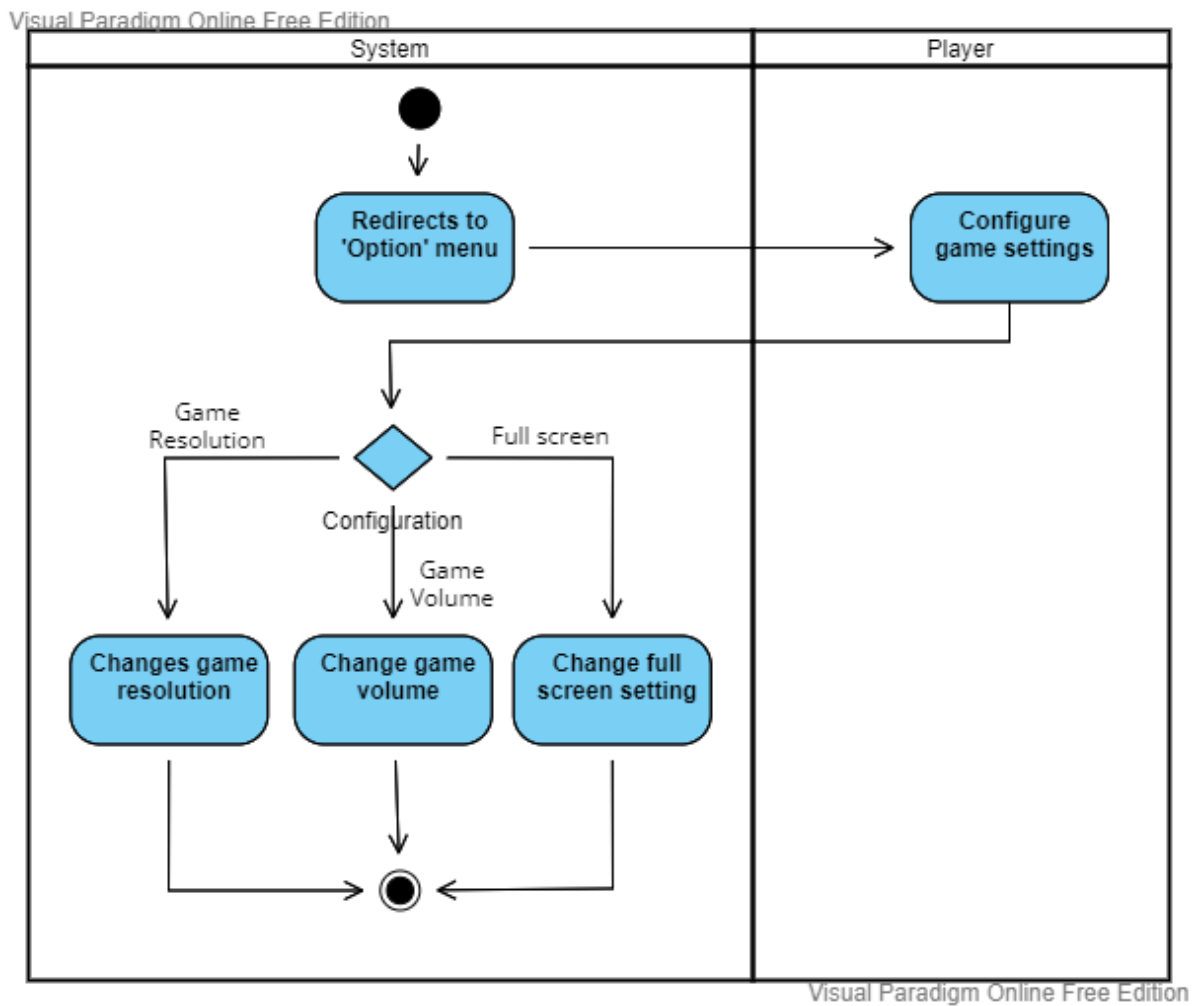 Visual Paradigm Online Free Edition
System
Player
Redirects to
'Option' menu
Configure
game settings
Game
Resolution
Full screen
Configuration
Game
Volume
Changes game
resolution
Change game
volume
Change full
screen setting
Visual Paradigm Online Free Edition